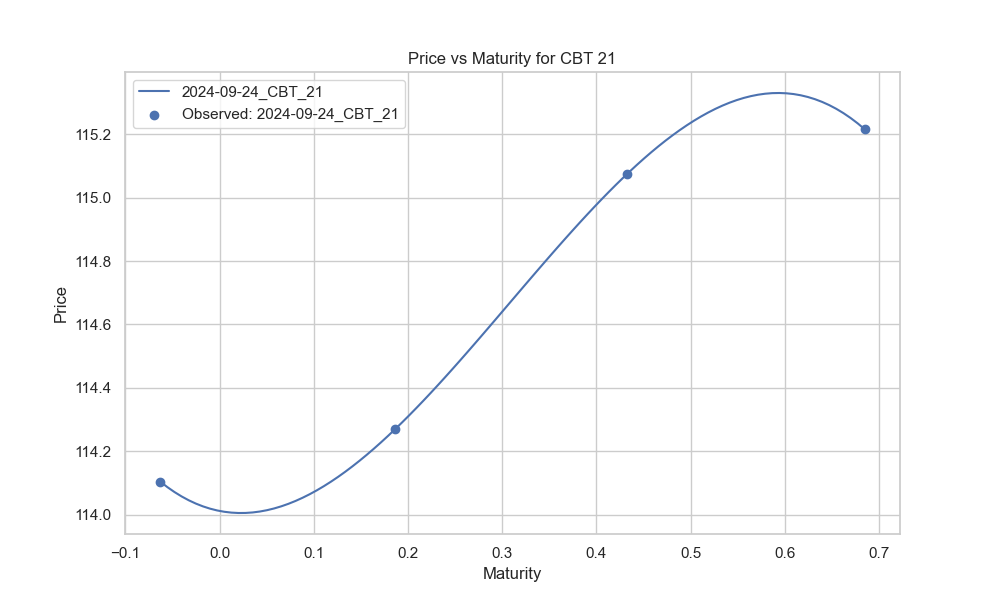 Price vs Maturity for CBT 21
2024-09-24_CBT_21
Observed: 2024-09-24_CBT_21
115.2
115.0
114.8
114.6
114.4
114.2
114.0
Price
−0.1 0.0 0.1 0.2 0.3 0.4 0.5 0.6 0.7
Maturity